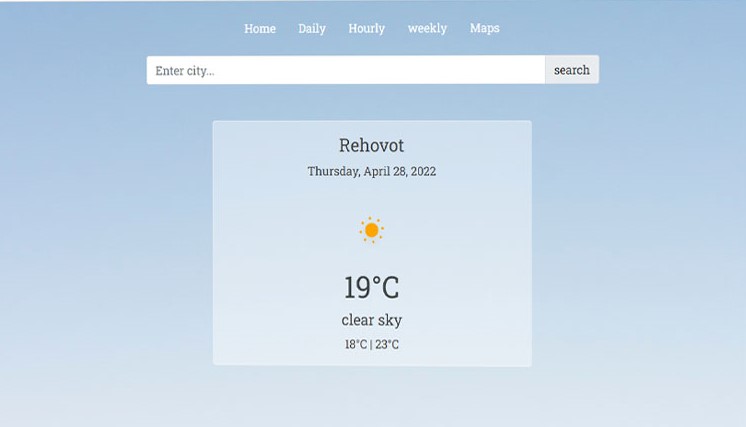 Home Daily Hourly weekly Maps
Enter city... search
Rehovot
Thursday, April 28, 2022
19°C
clear sky
18°C | 23°C